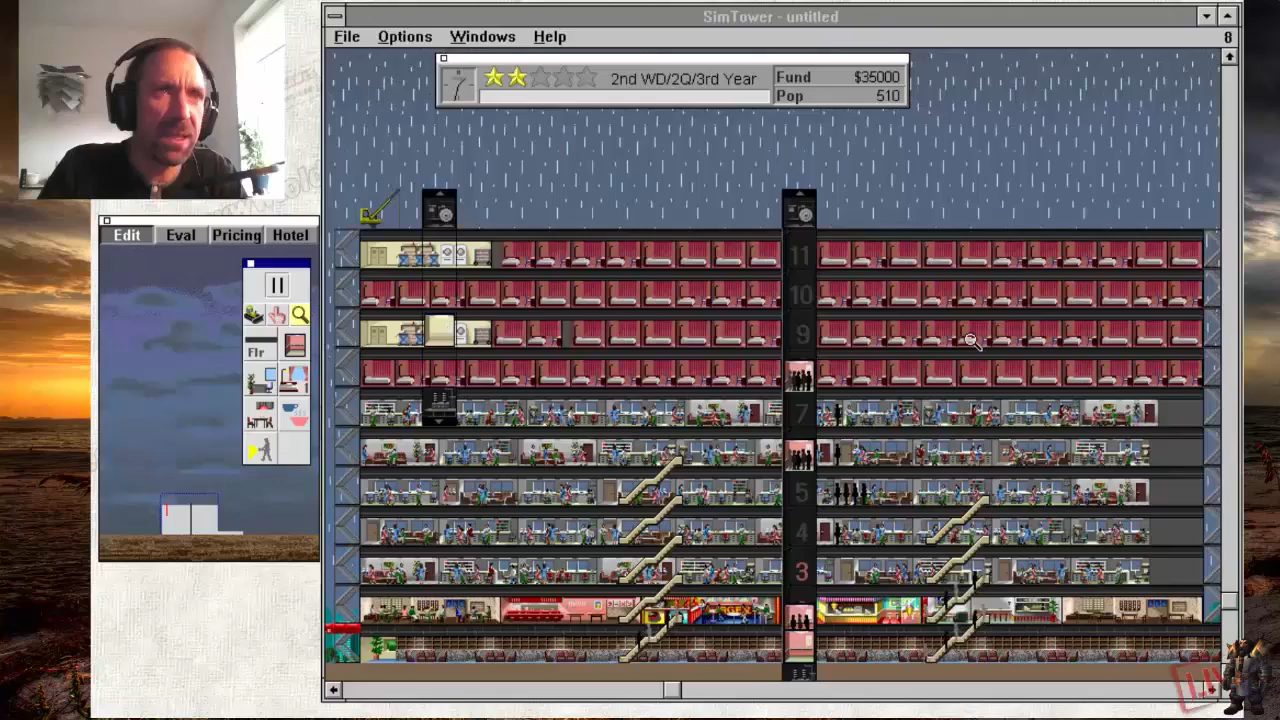 SimTower - untitled
File Options Windows Help 8
2nd WD/2Q/3rd Year
Fund $35000
Pop 510
Edit Eval Pricing Hotel
Flr
11
10
9
7
5
4
3